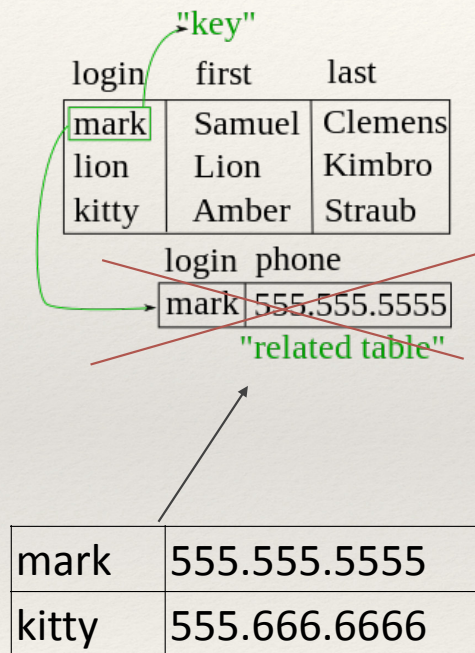 "key"
login first last
mark Samuel Clemens
lion Lion Kimbro
kitty Amber Straub
login phone
mark 555.555.5555
"related table"
mark 555.555.5555
kitty 555.666.6666